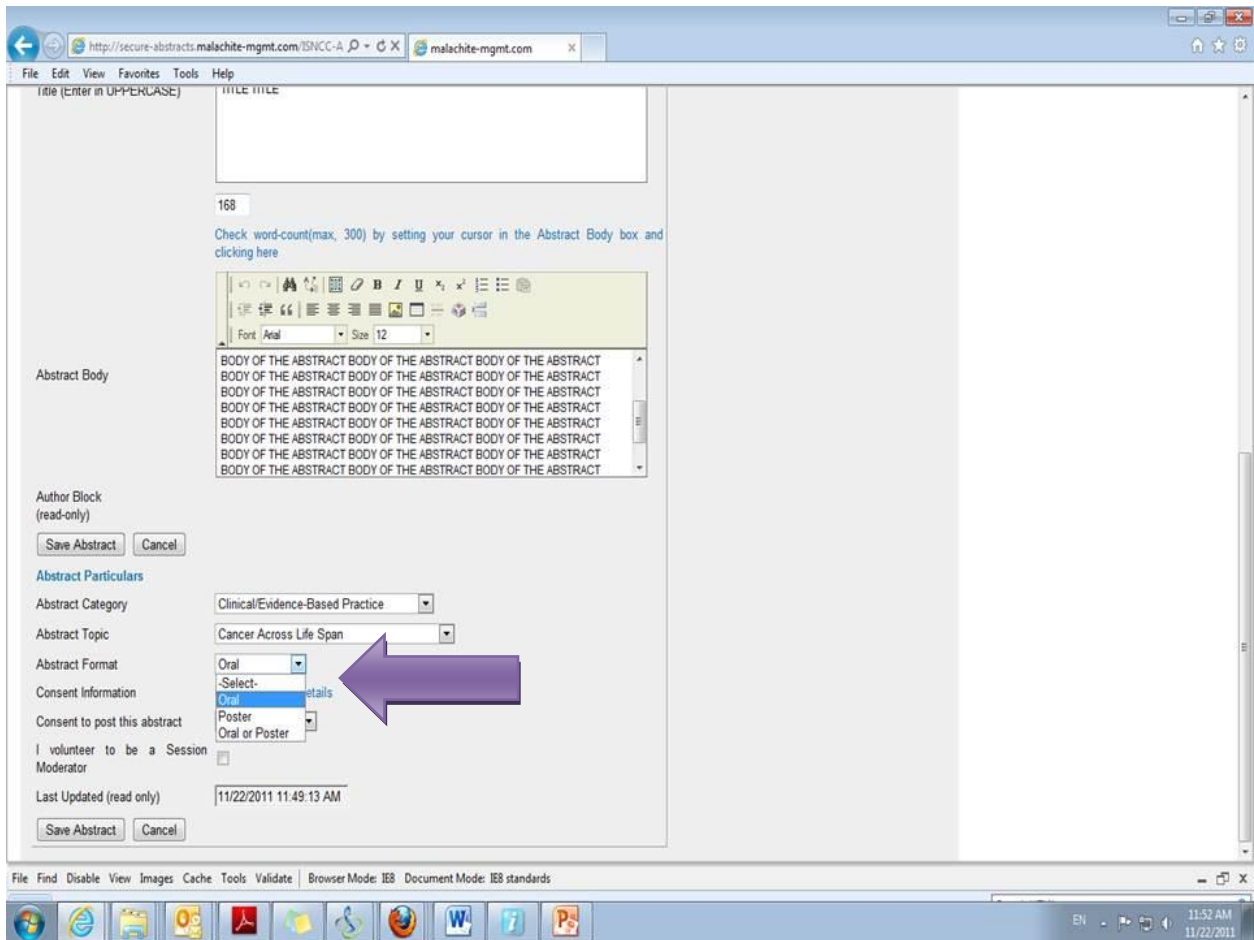 http://secure-abstracts.malachite-mgmt.com/ISNCC-A
malachite-mgmt.com
File Edit View Favorites Tools Help
Title (Enter in UPPERCASE)
TITLE TITLE
168
Check word-count(max, 300) by setting your cursor in the Abstract Body box and
clicking here
B I U
Font Arial Size 12
Abstract Body
BODY OF THE ABSTRACT BODY OF THE ABSTRACT BODY OF THE ABSTRACT
BODY OF THE ABSTRACT BODY OF THE ABSTRACT BODY OF THE ABSTRACT
BODY OF THE ABSTRACT BODY OF THE ABSTRACT BODY OF THE ABSTRACT
BODY OF THE ABSTRACT BODY OF THE ABSTRACT BODY OF THE ABSTRACT
BODY OF THE ABSTRACT BODY OF THE ABSTRACT BODY OF THE ABSTRACT
BODY OF THE ABSTRACT BODY OF THE ABSTRACT BODY OF THE ABSTRACT
BODY OF THE ABSTRACT BODY OF THE ABSTRACT BODY OF THE ABSTRACT
BODY OF THE ABSTRACT BODY OF THE ABSTRACT BODY OF THE ABSTRACT
Author Block
(read-only)
Save Abstract Cancel
Abstract Particulars
Abstract Category Clinical/Evidence-Based Practice
Abstract Topic Cancer Across Life Span
Abstract Format Oral
-Select-
Consent Information etails
Oral
Poster
Consent to post this abstract
Oral or Poster
I volunteer to be a Session
Moderator
Last Updated (read only) 11/22/2011 11:49:13 AM
Save Abstract Cancel
File Find Disable View Images Cache Tools Validate Browser Mode: IE8 Document Mode: IE8 standards
EN 11:52 AM
11/22/2011